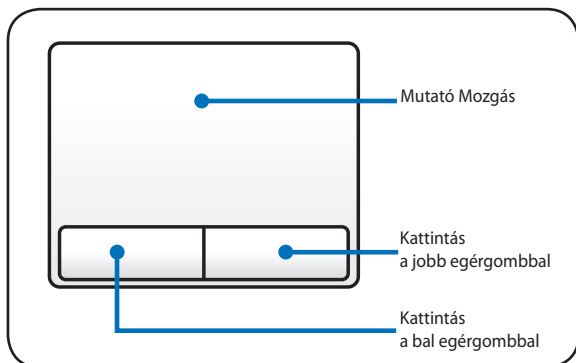 Mutató Mozgás
Kattintás
a jobb egérgombbal
Kattintás
a bal egérgombbal